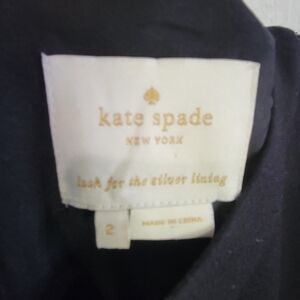 kate spade
NEW YORK
look for the silver lining
2
MADE IN CHINA